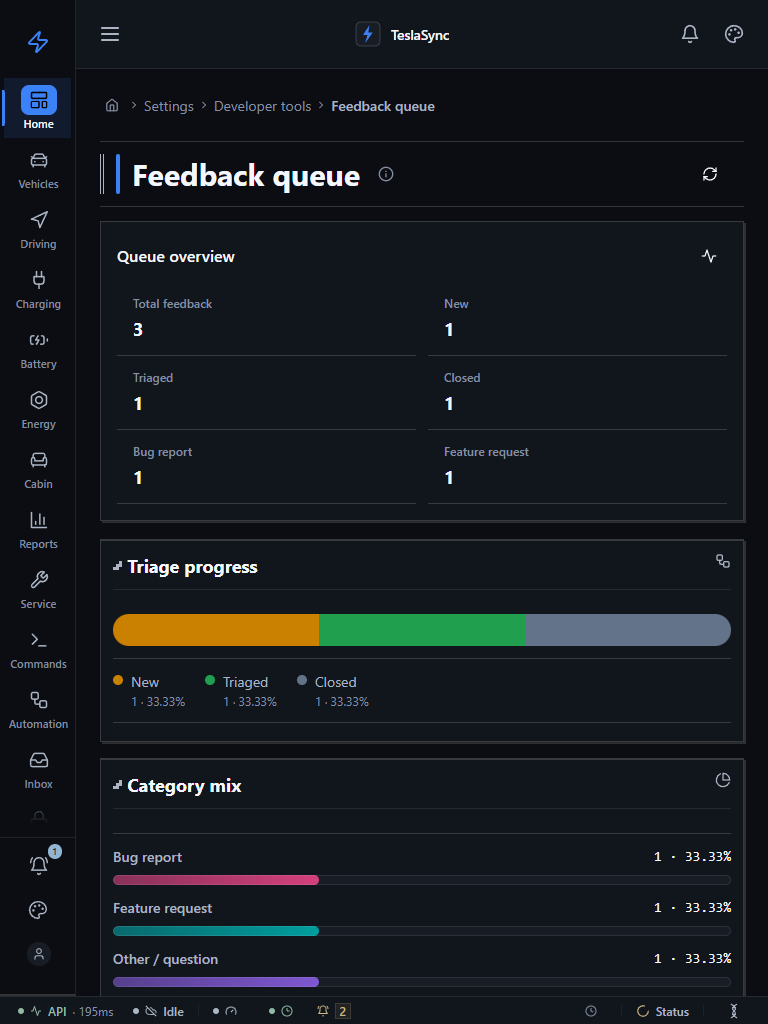 TeslaSync
Home
Vehicles
Driving
Charging
Battery
Energy
Cabin
Reports
Service
Commands
Automation
Inbox
1
Settings
Developer tools
Feedback queue
Feedback queue
Queue overview
Total feedback
3
New
1
Triaged
1
Closed
1
Bug report
1
Feature request
1
Triage progress
New
1 · 33.33%
Triaged
1 · 33.33%
Closed
1 · 33.33%
Category mix
Bug report 1 · 33.33%
Feature request 1 · 33.33%
Other / question 1 · 33.33%
API · 195ms Idle 2 Status